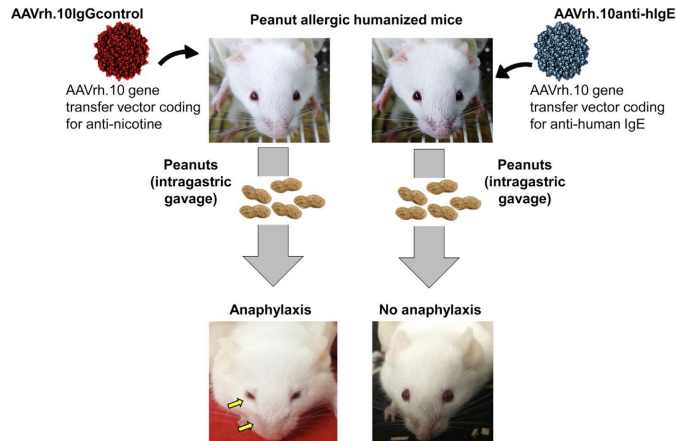 AAVrh.10IgGcontrol
Peanut allergic humanized mice
AAVrh.10anti-hIgE
AAVrh.10 gene
transfer vector coding
for anti-nicotine
AAVrh.10 gene
transfer vector coding
for anti-human IgE
Peanuts
(intragastric
gavage)
Peanuts
(intragastric
gavage)
Anaphylaxis
No anaphylaxis